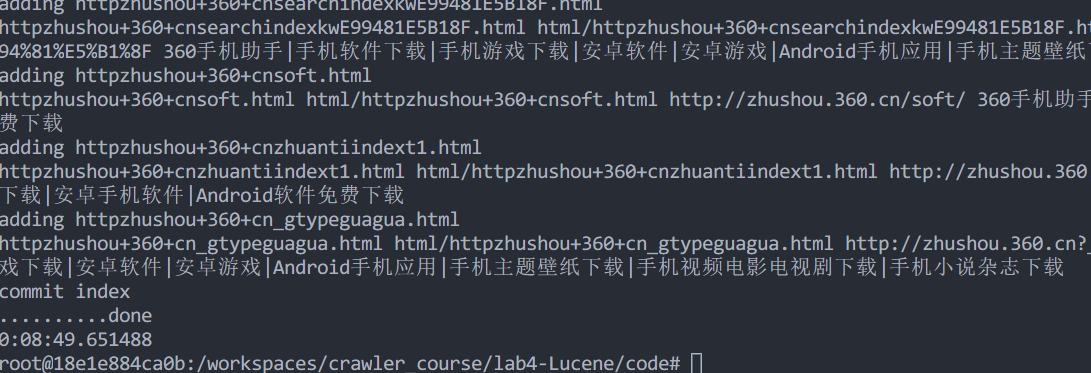 adding httpzhushou+360+cnsearchindexkwE99481E5B18F.html
httpzhushou+360+cnsearchindexkwE99481E5B18F.html html/httpzhushou+360+cnsearchindexkwE99481E5B18F.ht
94%81%E5%B1%8F 360手机助手|手机软件下载|手机游戏下载|安卓软件|安卓游戏|Android手机应用|手机主题壁纸
adding httpzhushou+360+cnsoft.html
httpzhushou+360+cnsoft.html html/httpzhushou+360+cnsoft.html http://zhushou.360.cn/soft/ 360手机助手
费下载
adding httpzhushou+360+cnzhuantiindext1.html
httpzhushou+360+cnzhuantiindext1.html html/httpzhushou+360+cnzhuantiindext1.html http://zhushou.360
下载|安卓手机软件|Android软件免费下载
adding httpzhushou+360+cn_gtypeguagua.html
httpzhushou+360+cn_gtypeguagua.html html/httpzhushou+360+cn_gtypeguagua.html http://zhushou.360.cn?_
戏下载|安卓软件|安卓游戏|Android手机应用|手机主题壁纸下载|手机视频电影电视剧下载|手机小说杂志下载
commit index
..........done
0:08:49.651488
root@18e1e884ca0b:/workspaces/crawler_course/lab4-Lucene/code#